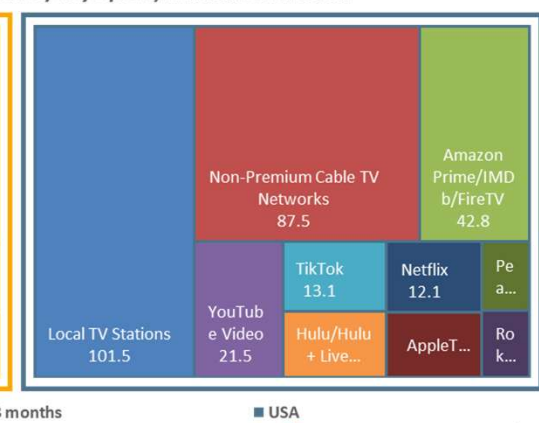 Local TV Stations
101.5
Non-Premium Cable TV
Networks
87.5
Amazon
Prime/IMD
b/FireTV
42.8
YouTub
e Video
21.5
TikTok
13.1
Hulu/Hulu
+ Live...
Netflix
12.1
AppleT...
Pe
a...
Ro
k...
months
USA